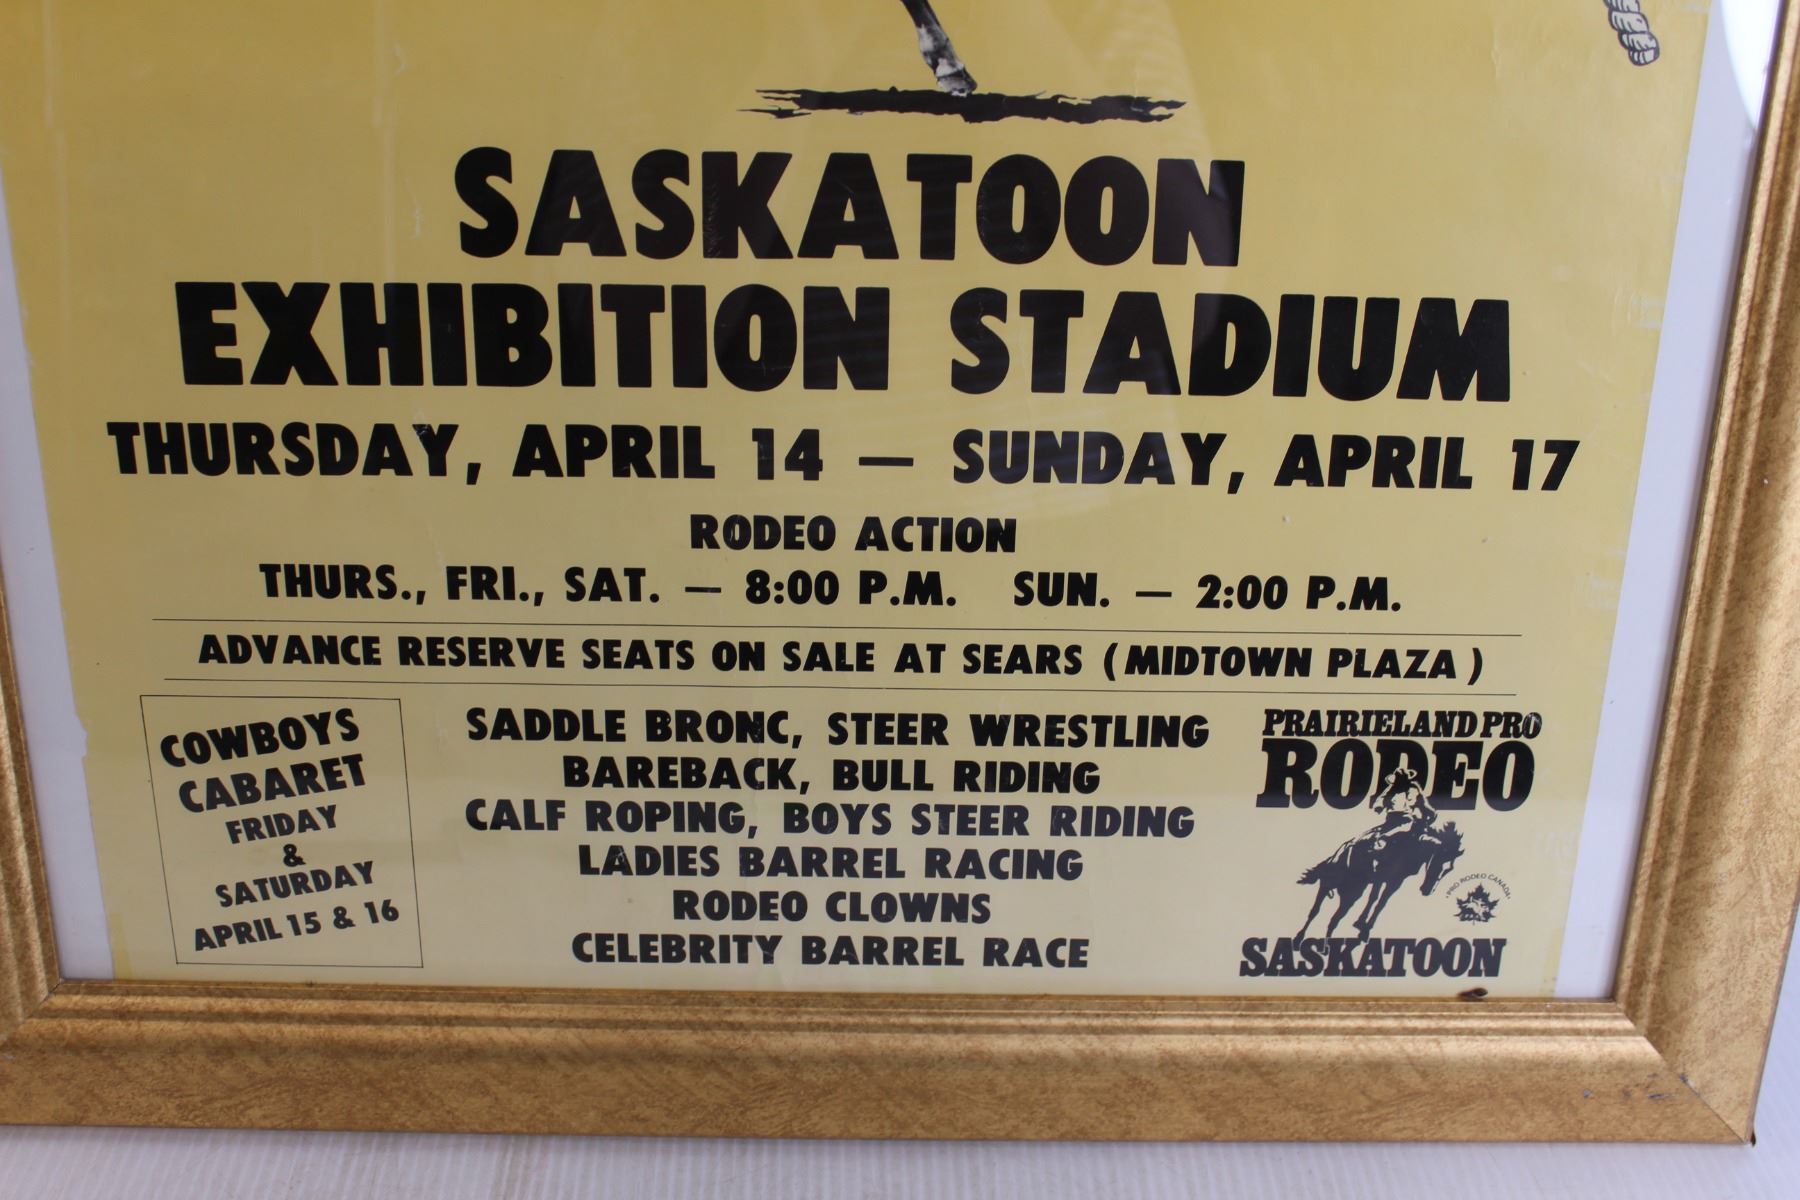 SASKATOON
EXHIBITION STADIUM
THURSDAY, APRIL 14 — SUNDAY, APRIL 17
RODEO ACTION
THURS., FRI., SAT. — 8:00 P.M. SUN. — 2:00 P.M.
ADVANCE RESERVE SEATS ON SALE AT SEARS (MIDTOWN PLAZA)
COWBOYS
CABARET
FRIDAY
&
SATURDAY
APRIL 15 & 16
SADDLE BRONC, STEER WRESTLING
BAREBACK, BULL RIDING
CALF ROPING, BOYS STEER RIDING
LADIES BARREL RACING
RODEO CLOWNS
CELEBRITY BARREL RACE
PRAIRIELAND PRO
RODEO
PRO RODEO CANADA
SASKATOON